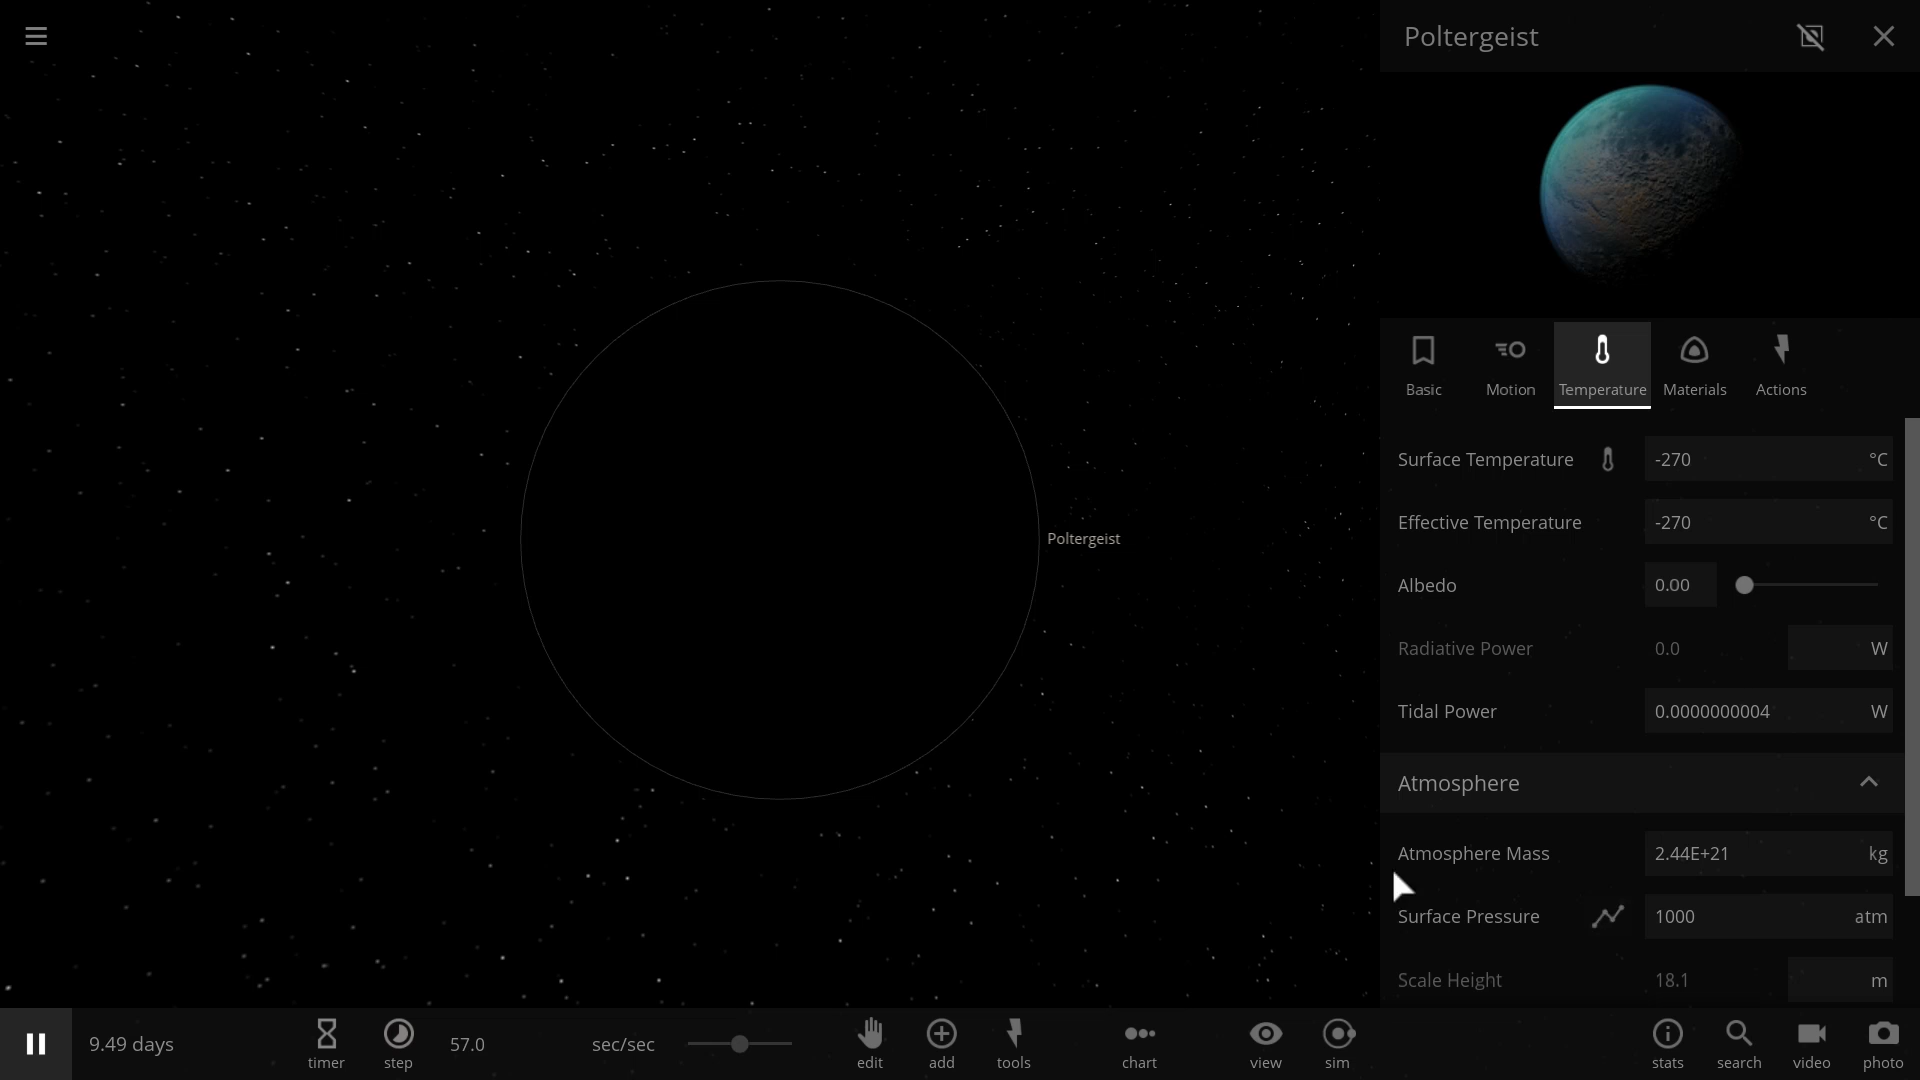 Poltergeist
Poltergeist
Basic Motion Temperature Materials Actions
Surface Temperature -270 °C
Effective Temperature -270 °C
Albedo 0.00
Radiative Power 0.0 W
Tidal Power 0.0000000004 W
Atmosphere
Atmosphere Mass 2.44E+21 kg
Surface Pressure 1000 atm
Scale Height 18.1 m
9.49 days timer step 57.0 sec/sec edit add tools chart view sim stats search video photo